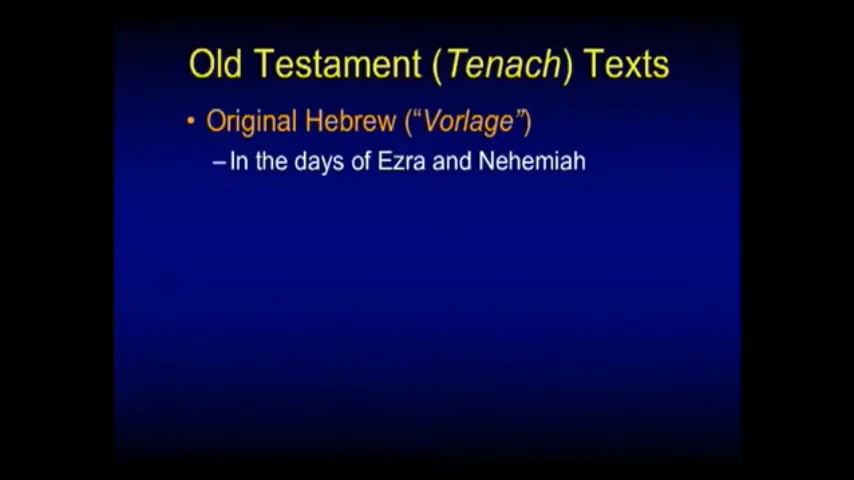 Old Testament (Tenach) Texts
• Original Hebrew (“Vorlage”)
– In the days of Ezra and Nehemiah